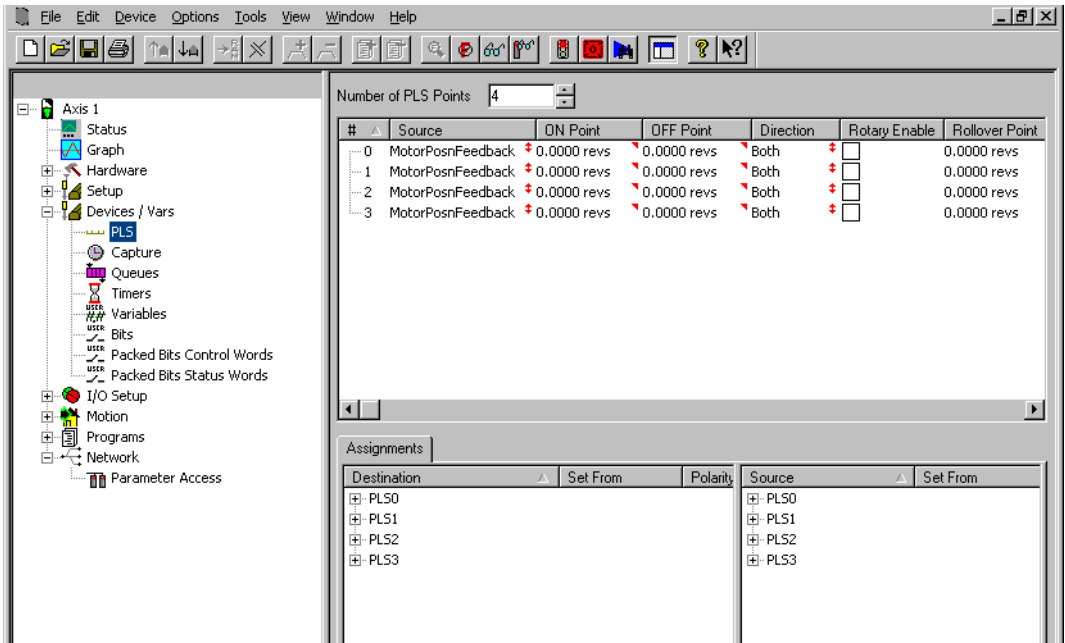 File Edit Device Options Tools View Window Help
Number of PLS Points 4
Axis 1
Status
Graph
Hardware
Setup
Devices / Vars
PLS
Capture
Queues
Timers
USER ##.## Variables
USER Bits
USER Packed Bits Control Words
USER Packed Bits Status Words
I/O Setup
Motion
Programs
Network
Parameter Access
# Source ON Point OFF Point Direction Rotary Enable Rollover Point
0 MotorPosnFeedback 0.0000 revs 0.0000 revs Both 0.0000 revs
1 MotorPosnFeedback 0.0000 revs 0.0000 revs Both 0.0000 revs
2 MotorPosnFeedback 0.0000 revs 0.0000 revs Both 0.0000 revs
3 MotorPosnFeedback 0.0000 revs 0.0000 revs Both 0.0000 revs
Assignments
Destination Set From Polarity
PLS0
PLS1
PLS2
PLS3
Source Set From
PLS0
PLS1
PLS2
PLS3